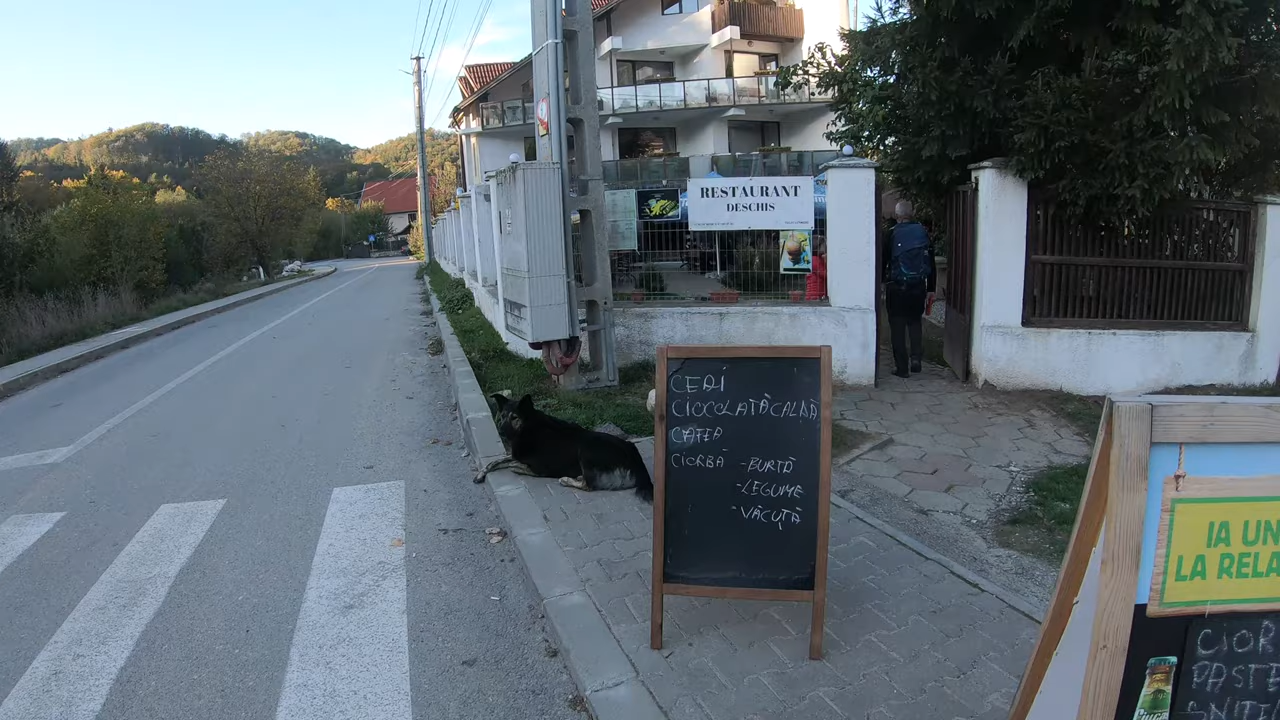 RESTAURANT
DESCHIS
CEAI
CIOCOLATĂ CALDĂ
CAFEA
CIORBĂ - BURTĂ
- LEGUME
- VĂCUȚĂ
IA UN
LA RELA
CIOR
PASTE